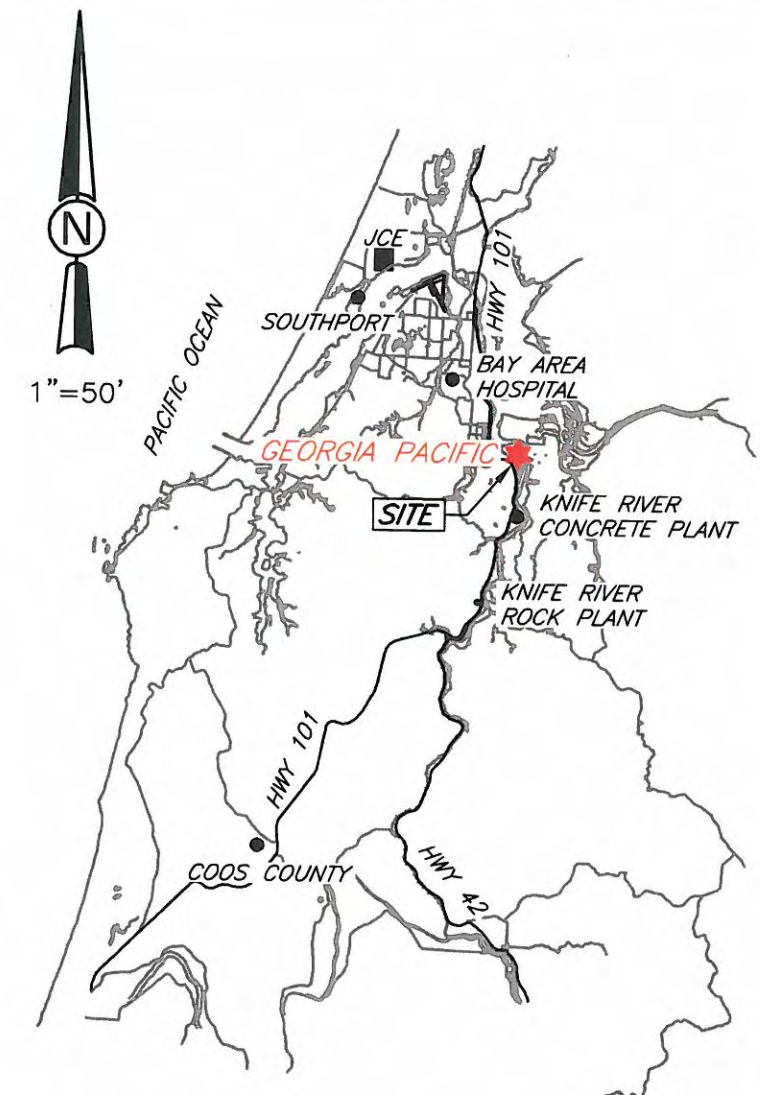 N
1"=50'
JCE
HWY 101
SOUTHPORT
PACIFIC OCEAN
BAY AREA
HOSPITAL
GEORGIA PACIFIC
SITE
KNIFE RIVER
CONCRETE PLANT
KNIFE RIVER
ROCK PLANT
HWY 101
COOS COUNTY
HWY 42